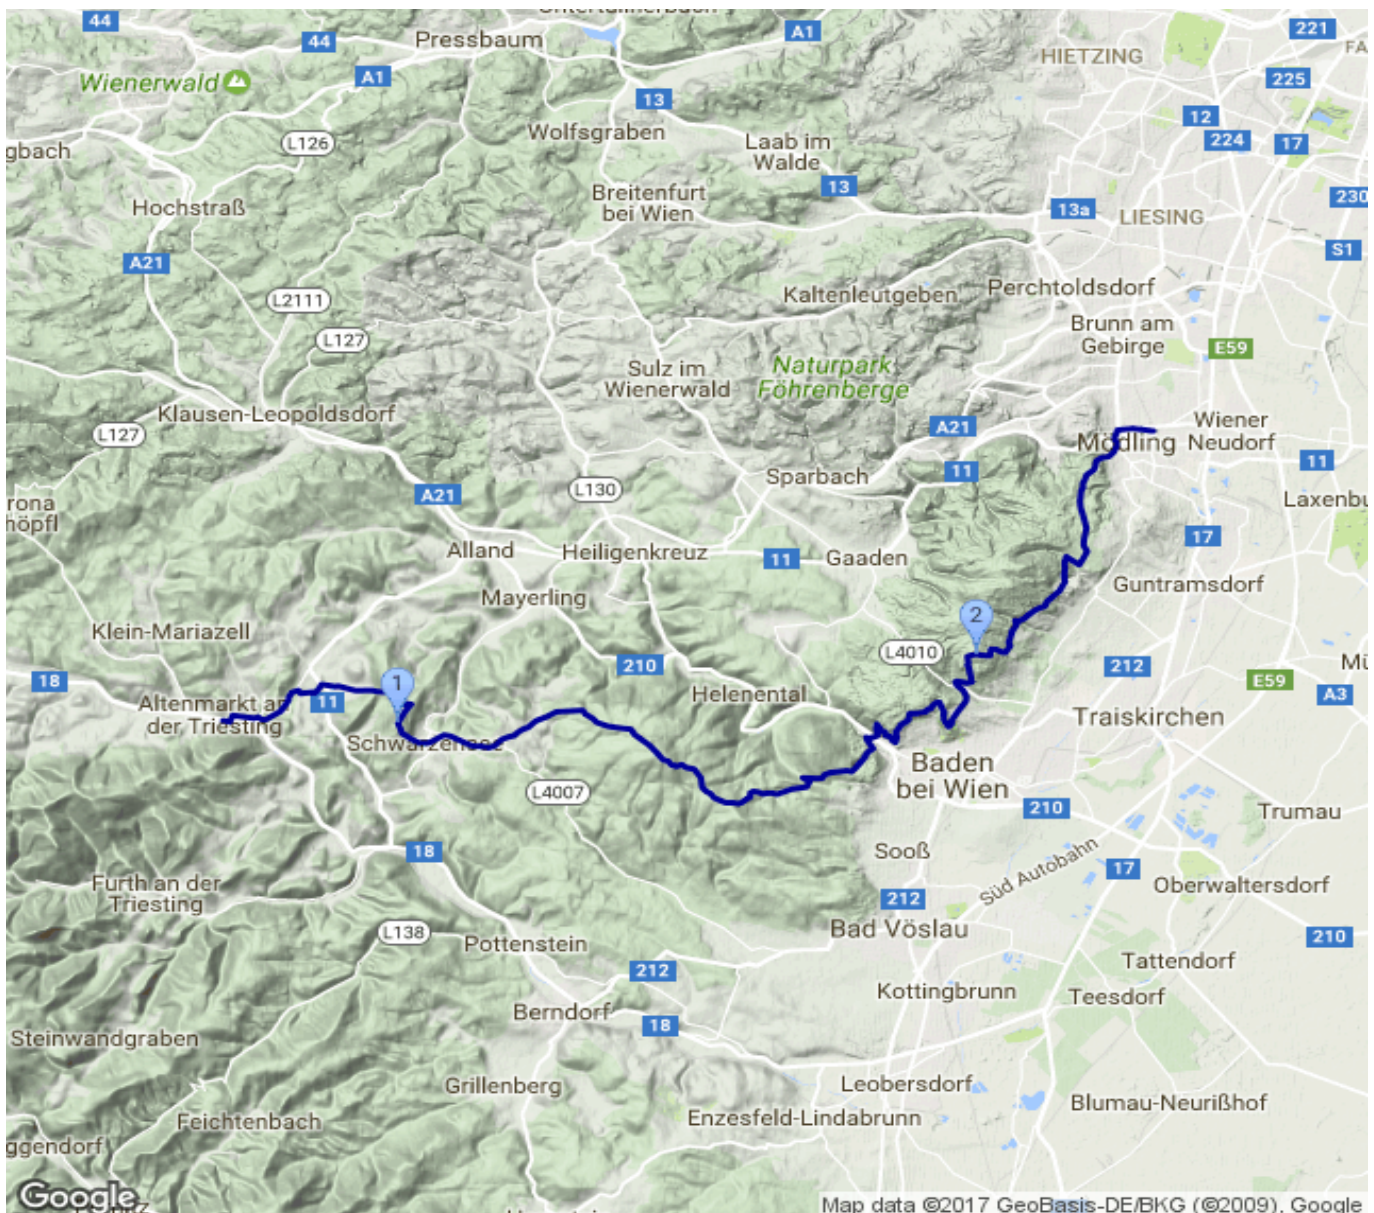 44
44
Pressbaum
A1
221
HIETZING
FA
Wienerwald
A1
225
13
12
Wolfsgraben
224
17
gbach
L126
Laab im
Walde
13
230
Hochstraß
Breitenfurt
bei Wien
13a
LIESING
A21
S1
L2111
Kaltenleutgeben
Perchtoldsdorf
L127
Brunn am
Gebirge
E59
Sulz im
Wienerwald
Naturpark
Föhrenberge
Klausen-Leopoldsdorf
L127
A21
Mödling
Wiener
Neudorf
11
11
Sparbach
L130
A21
Laxenbu
rona
höpfl
17
Alland
Heiligenkreuz
11
Gaaden
Guntramsdorf
Mayerling
2
Klein-Mariazell
L4010
210
212
Mü
18
1
Helenental
E59
A3
Altenmarkt an
der Triesting
11
Traiskirchen
Schwarzensee
Baden
bei Wien
L4007
210
Trumau
18
Sooß
Süd Autobahn
17
Furth an der
Triesting
212
Oberwaltersdorf
L138
Bad Vöslau
210
Pottenstein
212
Tattendorf
Kottingbrunn
Teesdorf
Berndorf
18
Steinwandgraben
Grillenberg
Leobersdorf
Blumau-Neurißhof
Enzesfeld-Lindabrunn
Feichtenbach
ggendorf
Google
Map data ©2017 GeoBasis-DE/BKG (©2009), Google